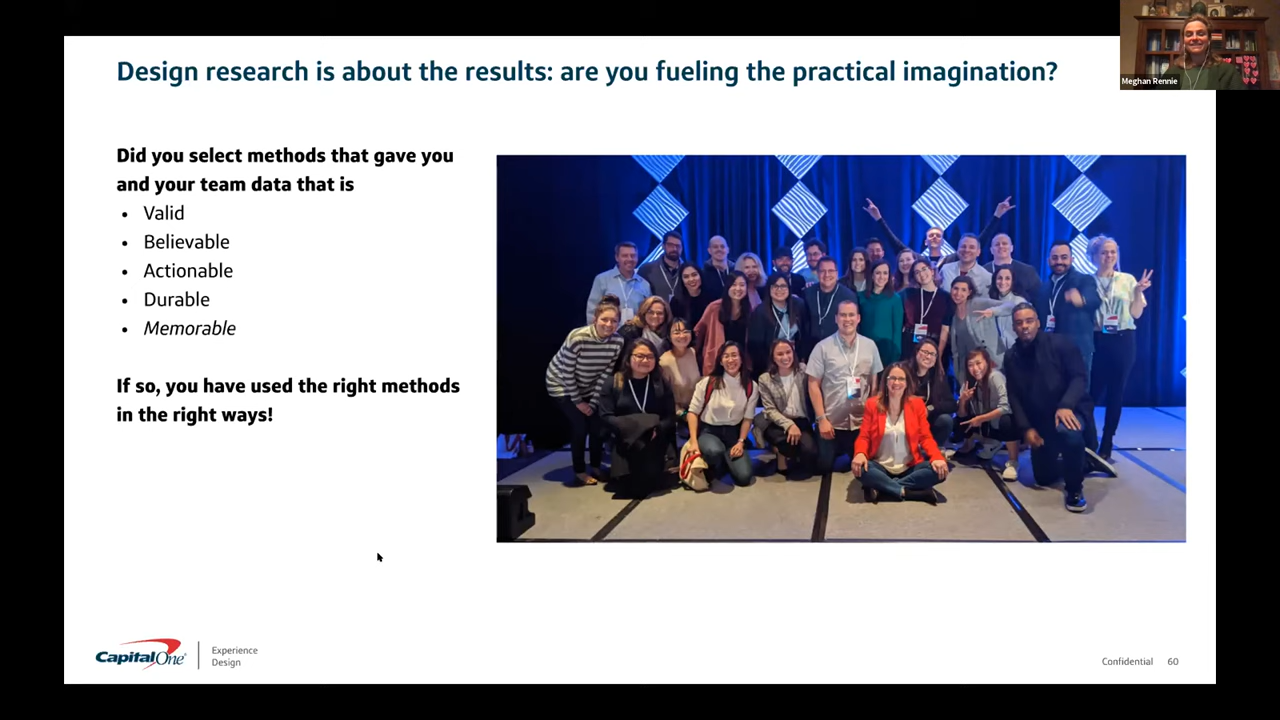 Design research is about the results: are you fueling the practical imagination?
Meghan Rennie
Did you select methods that gave you
and your team data that is
• Valid
• Believable
• Actionable
• Durable
• Memorable
If so, you have used the right methods
in the right ways!
Capital One
Experience
Design
Confidential 60